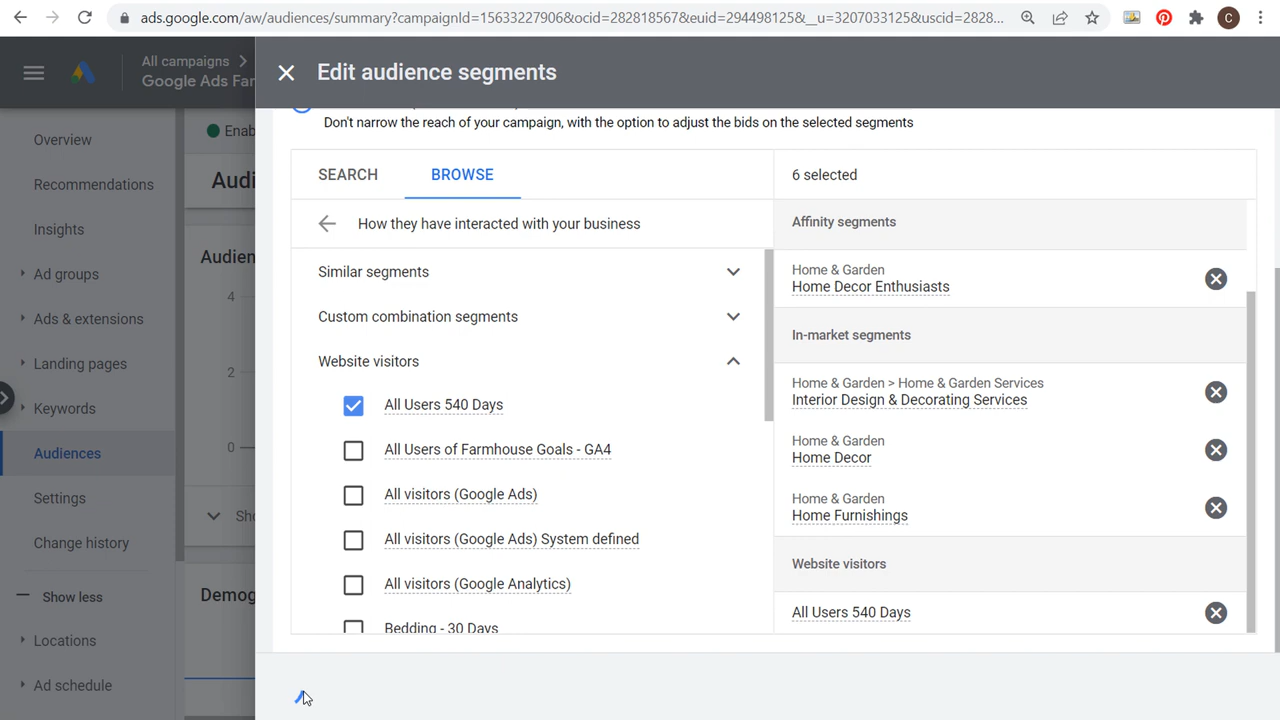 ads.google.com/aw/audiences/summary?campaignId=15633227906&ocid=282818567&euid=294498125&__u=3207033125&uscid=2828...
C
All campaigns
Google Ads Far
Edit audience segments
Overview
Recommendations
Insights
Ad groups
Ads & extensions
Landing pages
Keywords
Audiences
Settings
Change history
Show less
Locations
Ad schedule
Enab
Audi
Audien
4
2
0
Sho
Demog
Don't narrow the reach of your campaign, with the option to adjust the bids on the selected segments
SEARCH
BROWSE
How they have interacted with your business
Similar segments
Custom combination segments
Website visitors
All Users 540 Days
All Users of Farmhouse Goals - GA4
All visitors (Google Ads)
All visitors (Google Ads) System defined
All visitors (Google Analytics)
Bedding - 30 Days
6 selected
Affinity segments
Home & Garden
Home Decor Enthusiasts
In-market segments
Home & Garden > Home & Garden Services
Interior Design & Decorating Services
Home & Garden
Home Decor
Home & Garden
Home Furnishings
Website visitors
All Users 540 Days